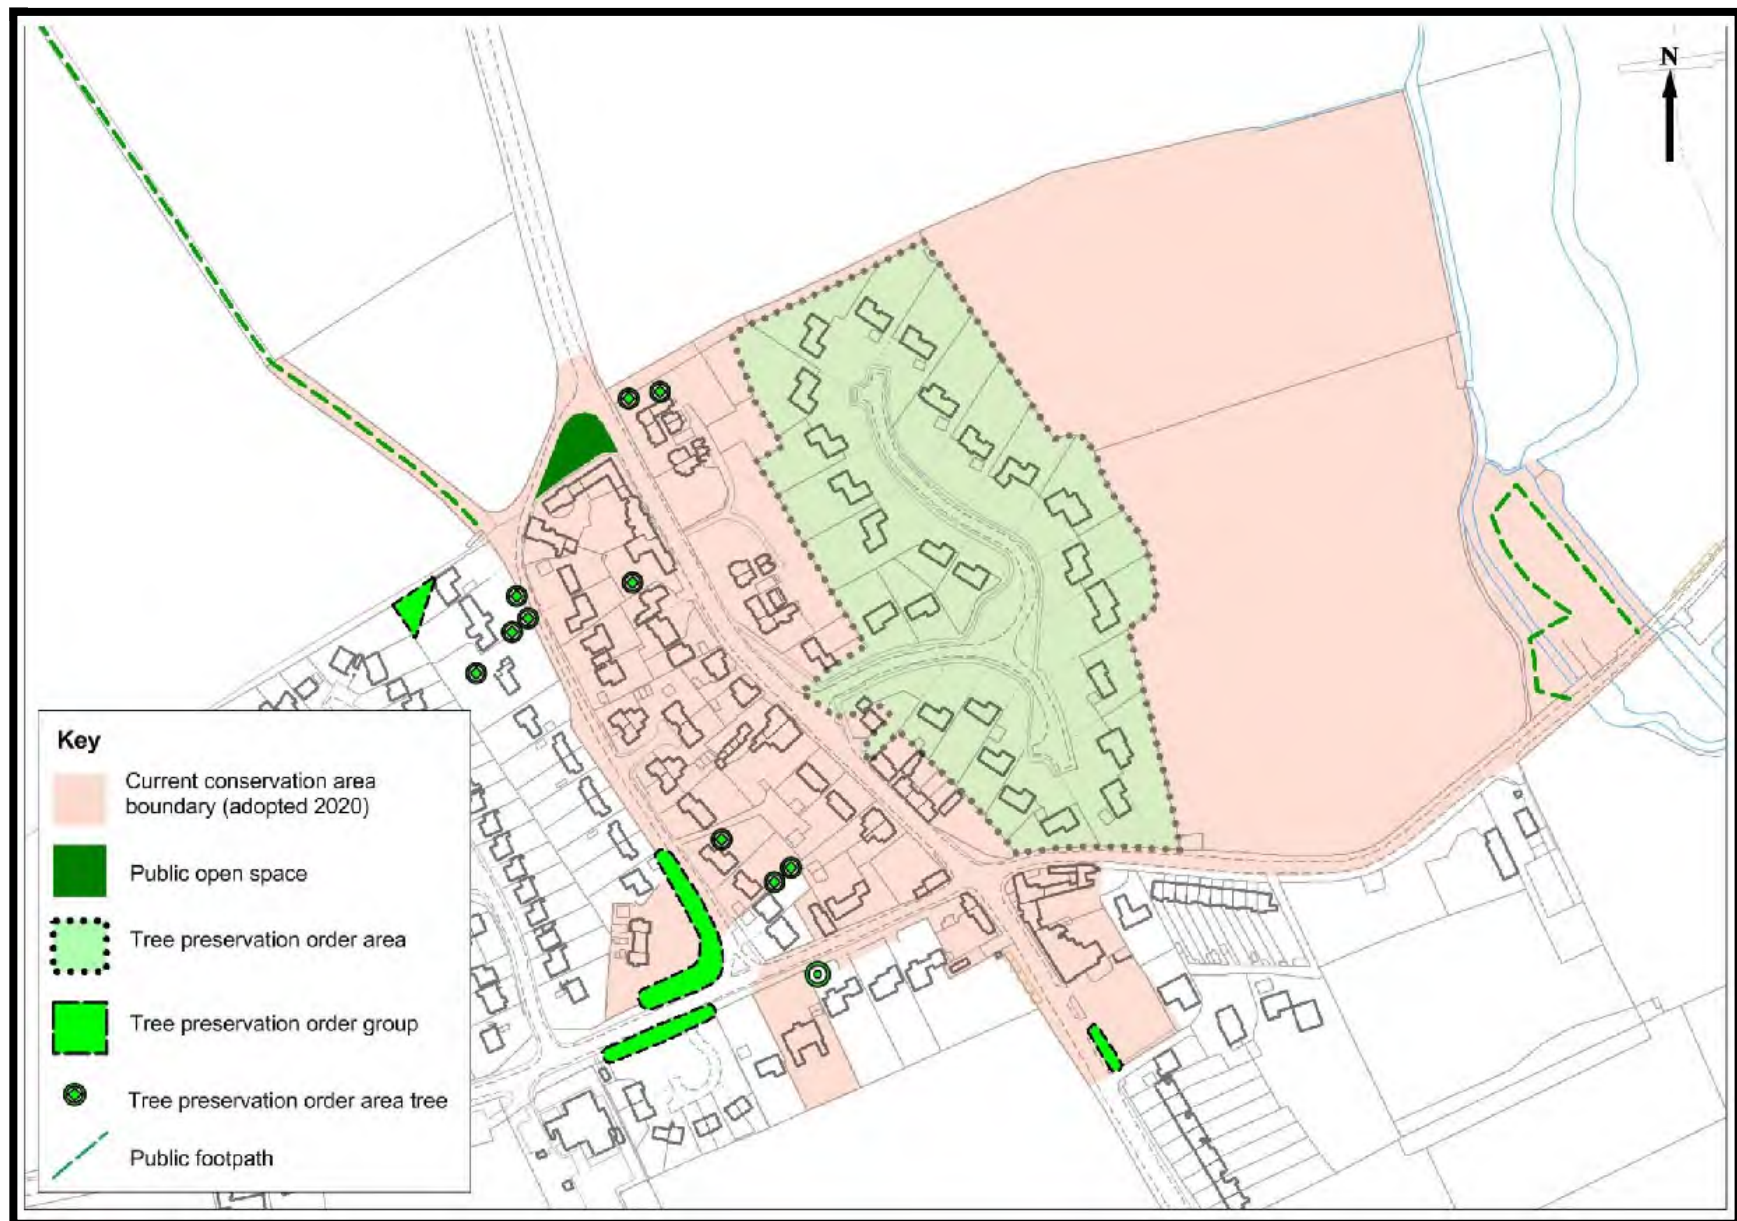 N
Key
Current conservation area
boundary (adopted 2020)
Public open space
Tree preservation order area
Tree preservation order group
Tree preservation order area tree
Public footpath